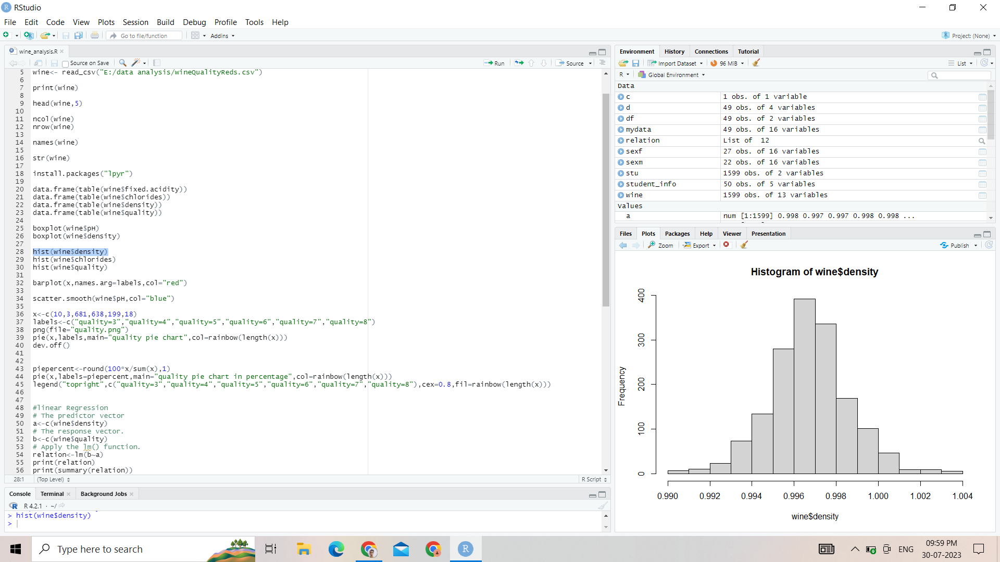 RStudio
File Edit Code View Plots Session Build Debug Profile Tools Help
Go to file/function Addins Project: (None)
wine_analysis.R
Source on Save Run Source
5 wine<- read_csv("E:/data analysis/wineQualityReds.csv")
6
7 print(wine)
8
9 head(wine,5)
10
11 ncol(wine)
12 nrow(wine)
13
14 names(wine)
15
16 str(wine)
17
18 install.packages("lpyr")
19
20 data.frame(table(wine$fixed.acidity))
21 data.frame(table(wine$chlorides))
22 data.frame(table(wine$density))
23 data.frame(table(wine$quality))
24
25 boxplot(wine$pH)
26 boxplot(wine$density)
27
28 hist(wine$density)
29 hist(wine$chlorides)
30 hist(wine$quality)
31
32 barplot(x,names.arg=labels,col="red")
33
34 scatter.smooth(wine$pH,col="blue")
35
36 x<-c(10,3,681,638,199,18)
37 labels<-c("quality=3","quality=4","quality=5","quality=6","quality=7","quality=8")
38 png(file="quality.png")
39 pie(x,labels,main="quality pie chart",col=rainbow(length(x)))
40 dev.off()
41
42
43 piepercent<-round(100*x/sum(x),1)
44 pie(x,labels=piepercent,main="quality pie chart in percentage",col=rainbow(length(x)))
45 legend("topright",c("quality=3","quality=4","quality=5","quality=6","quality=7","quality=8"),cex=0.8,fil=rainbow(length(x)))
46
47
48 #linear Regression
49 # The predictor vector
50 a<-c(wine$density)
51 # The response vector.
52 b<-c(wine$quality)
53 # Apply the lm() function.
54 relation<-lm(b~a)
55 print(relation)
56 print(summary(relation))
28:1 (Top Level) R Script
Console Terminal Background Jobs
R 4.2.1 · ~/
> hist(wine$density)
>
Environment History Connections Tutorial
Import Dataset 96 MiB List
R Global Environment
Data
c 1 obs. of 1 variable
d 49 obs. of 4 variables
df 49 obs. of 2 variables
mydata 49 obs. of 16 variables
relation List of 12
sexf 27 obs. of 16 variables
sexm 22 obs. of 16 variables
stu 1599 obs. of 2 variables
student_info 50 obs. of 5 variables
wine 1599 obs. of 13 variables
Values
a num [1:1599] 0.998 0.997 0.997 0.998 0.998 ...
Files Plots Packages Help Viewer Presentation
Zoom Export Publish
Histogram of wine$density
Frequency
400
300
200
100
0
0.990 0.992 0.994 0.996 0.998 1.000 1.002 1.004
wine$density
Type here to search
R
ENG
09:59 PM
30-07-2023